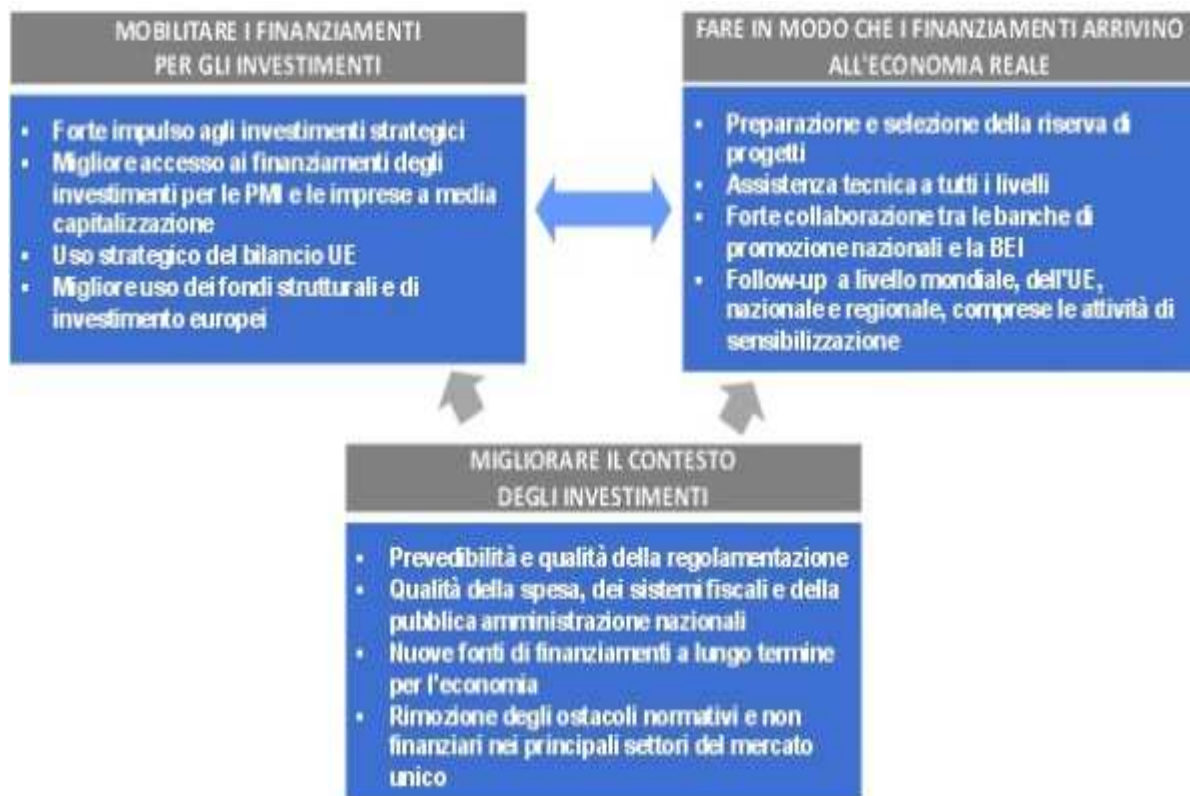 MOBILITARE I FINANZIAMENTI
PER GLI INVESTIMENTI
• Forte impulso agli investimenti strategici
• Migliore accesso ai finanziamenti degli
investimenti per le PMI e le imprese a media
capitalizzazione
• Uso strategico del bilancio UE
• Migliore uso dei fondi strutturali e di
investimento europei
FARE IN MODO CHE I FINANZIAMENTI ARRIVINO
ALL'ECONOMIA REALE
• Preparazione e selezione della riserva di
progetti
• Assistenza tecnica a tutti i livelli
• Forte collaborazione tra le banche di
promozione nazionali e la BEI
• Follow-up a livello mondiale, dell'UE,
nazionale e regionale, comprese le attività di
sensibilizzazione
MIGLIORARE IL CONTESTO
DEGLI INVESTIMENTI
• Prevedibilità e qualità della regolamentazione
• Qualità della spesa, dei sistemi fiscali e della
pubblica amministrazione nazionali
• Nuove fonti di finanziamenti a lungo termine
per l'economia
• Rimozione degli ostacoli normativi e non
finanziari nei principali settori del mercato
unico